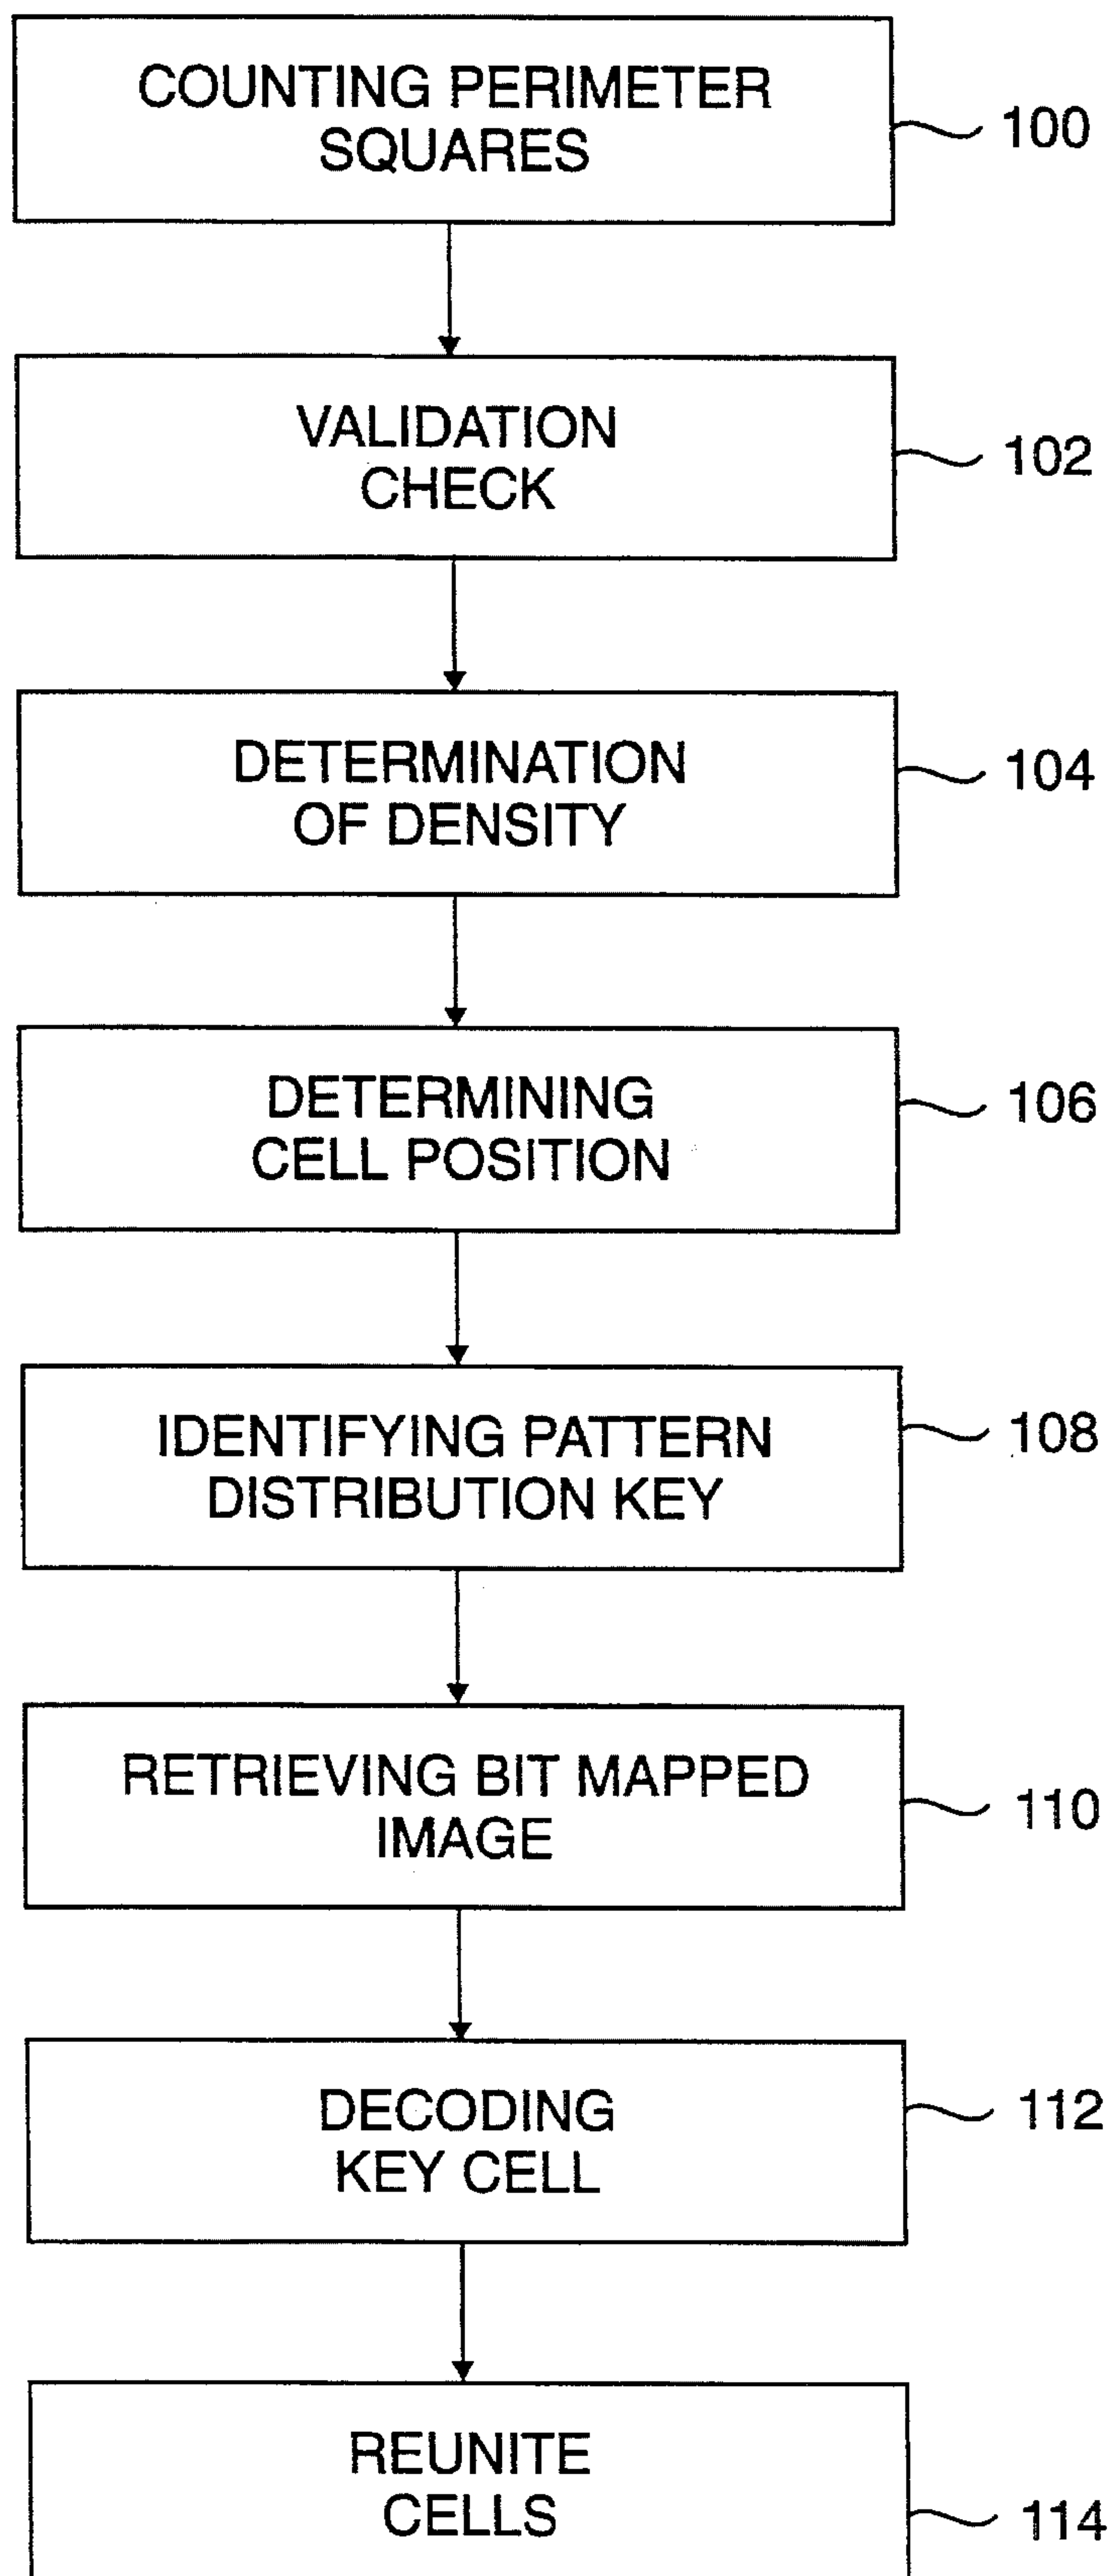 COUNTING PERIMETER
SQUARES
100
VALIDATION
CHECK
102
DETERMINATION
OF DENSITY
104
DETERMINING
CELL POSITION
106
IDENTIFYING PATTERN
DISTRIBUTION KEY
108
RETRIEVING BIT MAPPED
IMAGE
110
DECODING
KEY CELL
112
REUNITE
CELLS
114